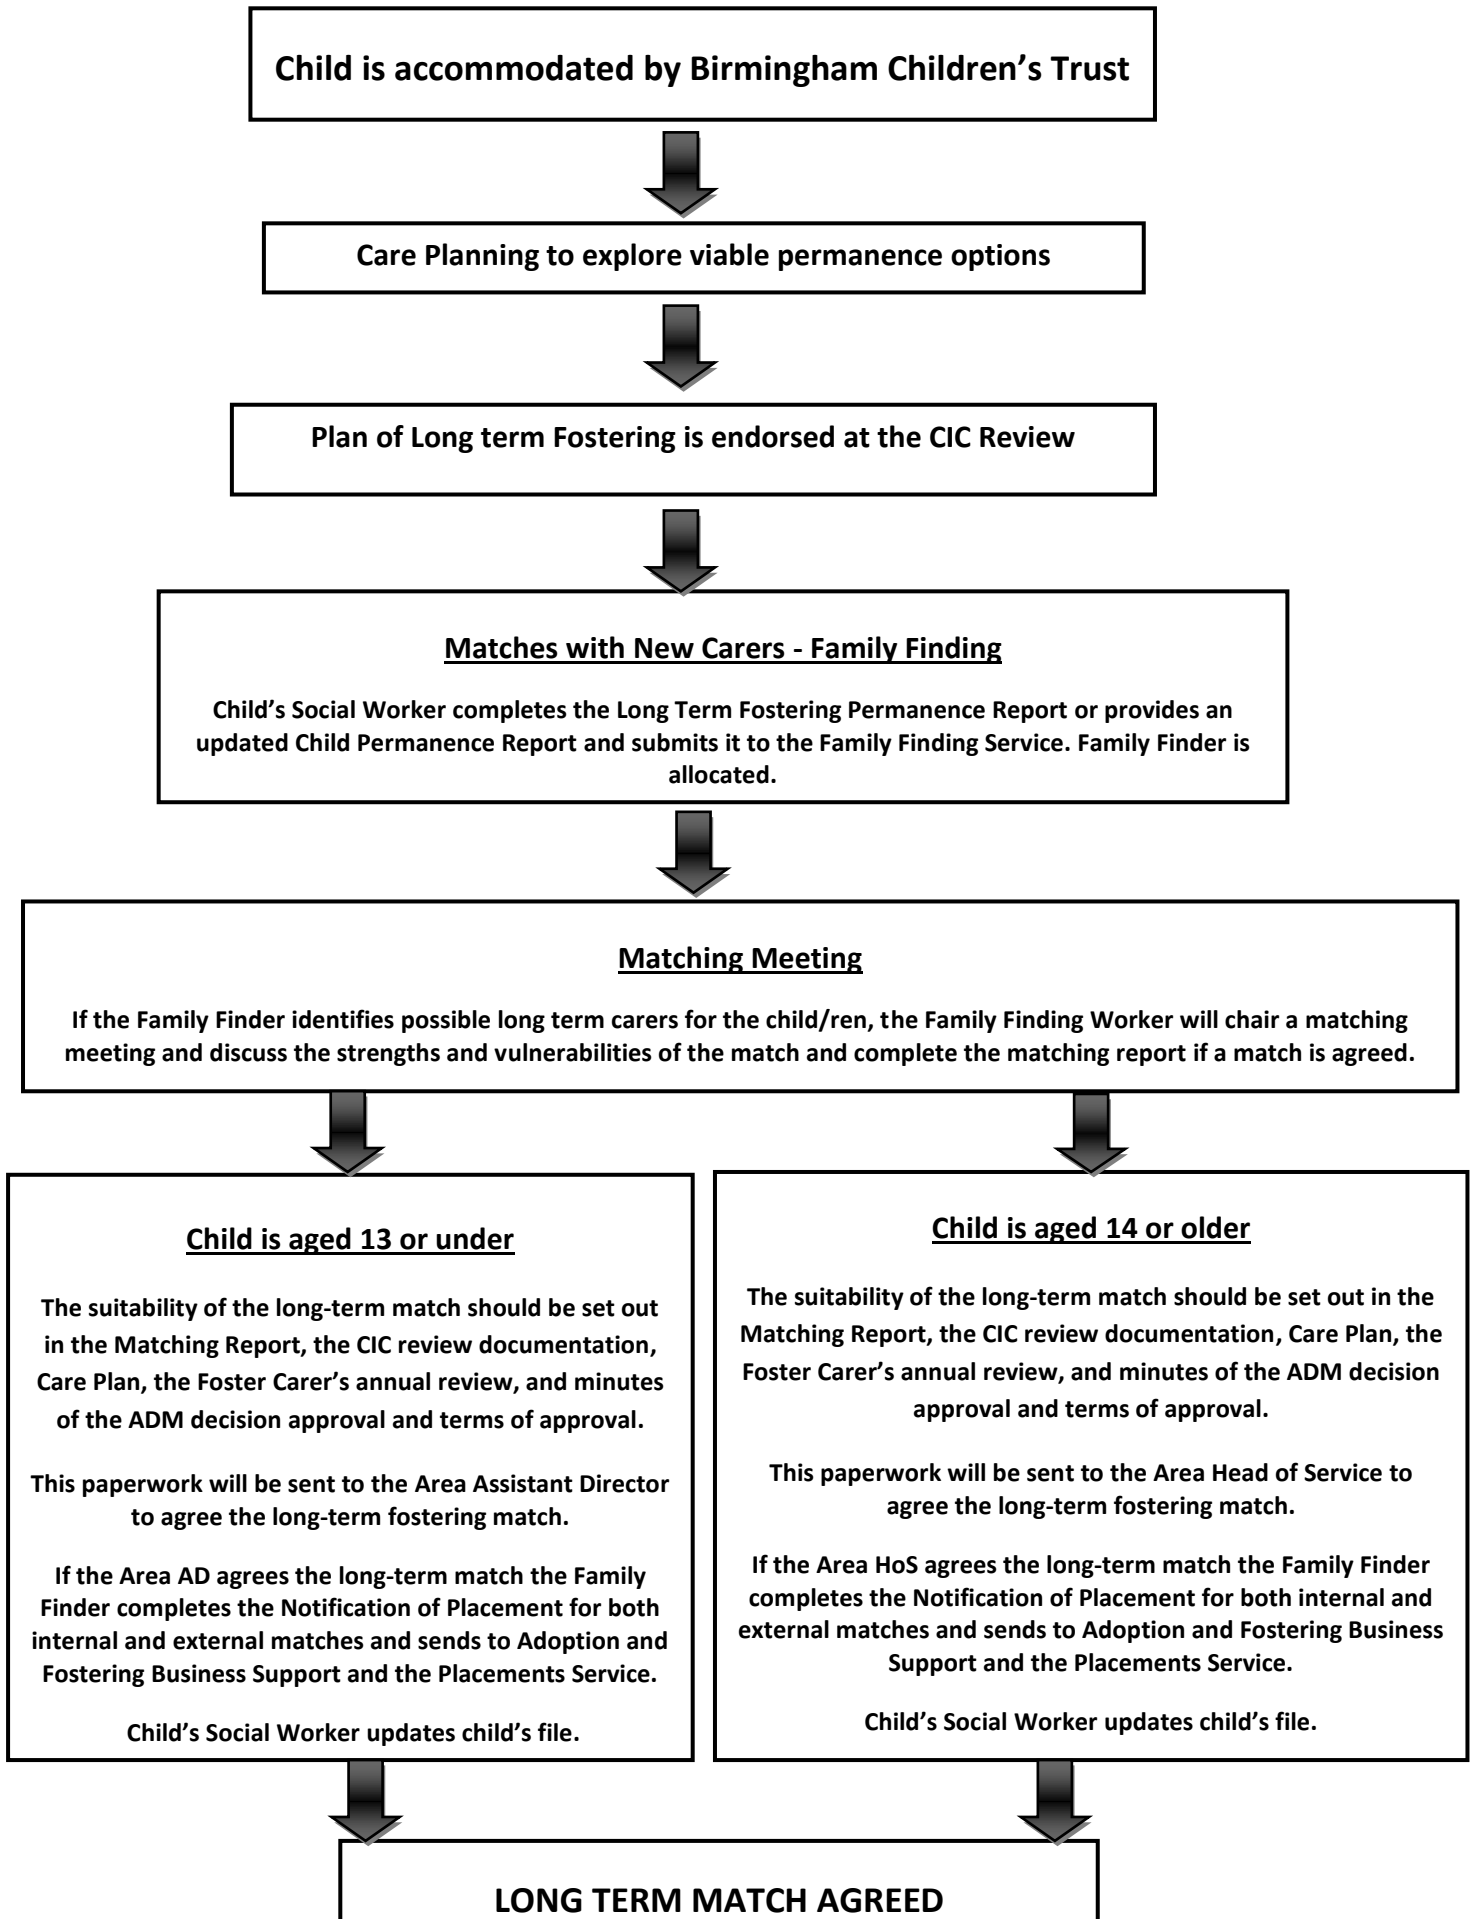 Child is accommodated by Birmingham Children’s Trust
Care Planning to explore viable permanence options
Plan of Long term Fostering is endorsed at the CIC Review
Matches with New Carers - Family Finding
Child’s Social Worker completes the Long Term Fostering Permanence Report or provides an
updated Child Permanence Report and submits it to the Family Finding Service. Family Finder is
allocated.
Matching Meeting
If the Family Finder identifies possible long term carers for the child/ren, the Family Finding Worker will chair a matching
meeting and discuss the strengths and vulnerabilities of the match and complete the matching report if a match is agreed.
Child is aged 13 or under
The suitability of the long-term match should be set out
in the Matching Report, the CIC review documentation,
Care Plan, the Foster Carer’s annual review, and minutes
of the ADM decision approval and terms of approval.
This paperwork will be sent to the Area Assistant Director
to agree the long-term fostering match.
If the Area AD agrees the long-term match the Family
Finder completes the Notification of Placement for both
internal and external matches and sends to Adoption and
Fostering Business Support and the Placements Service.
Child’s Social Worker updates child’s file.
Child is aged 14 or older
The suitability of the long-term match should be set out in the
Matching Report, the CIC review documentation, Care Plan, the
Foster Carer’s annual review, and minutes of the ADM decision
approval and terms of approval.
This paperwork will be sent to the Area Head of Service to
agree the long-term fostering match.
If the Area HoS agrees the long-term match the Family Finder
completes the Notification of Placement for both internal and
external matches and sends to Adoption and Fostering Business
Support and the Placements Service.
Child’s Social Worker updates child’s file.
LONG TERM MATCH AGREED